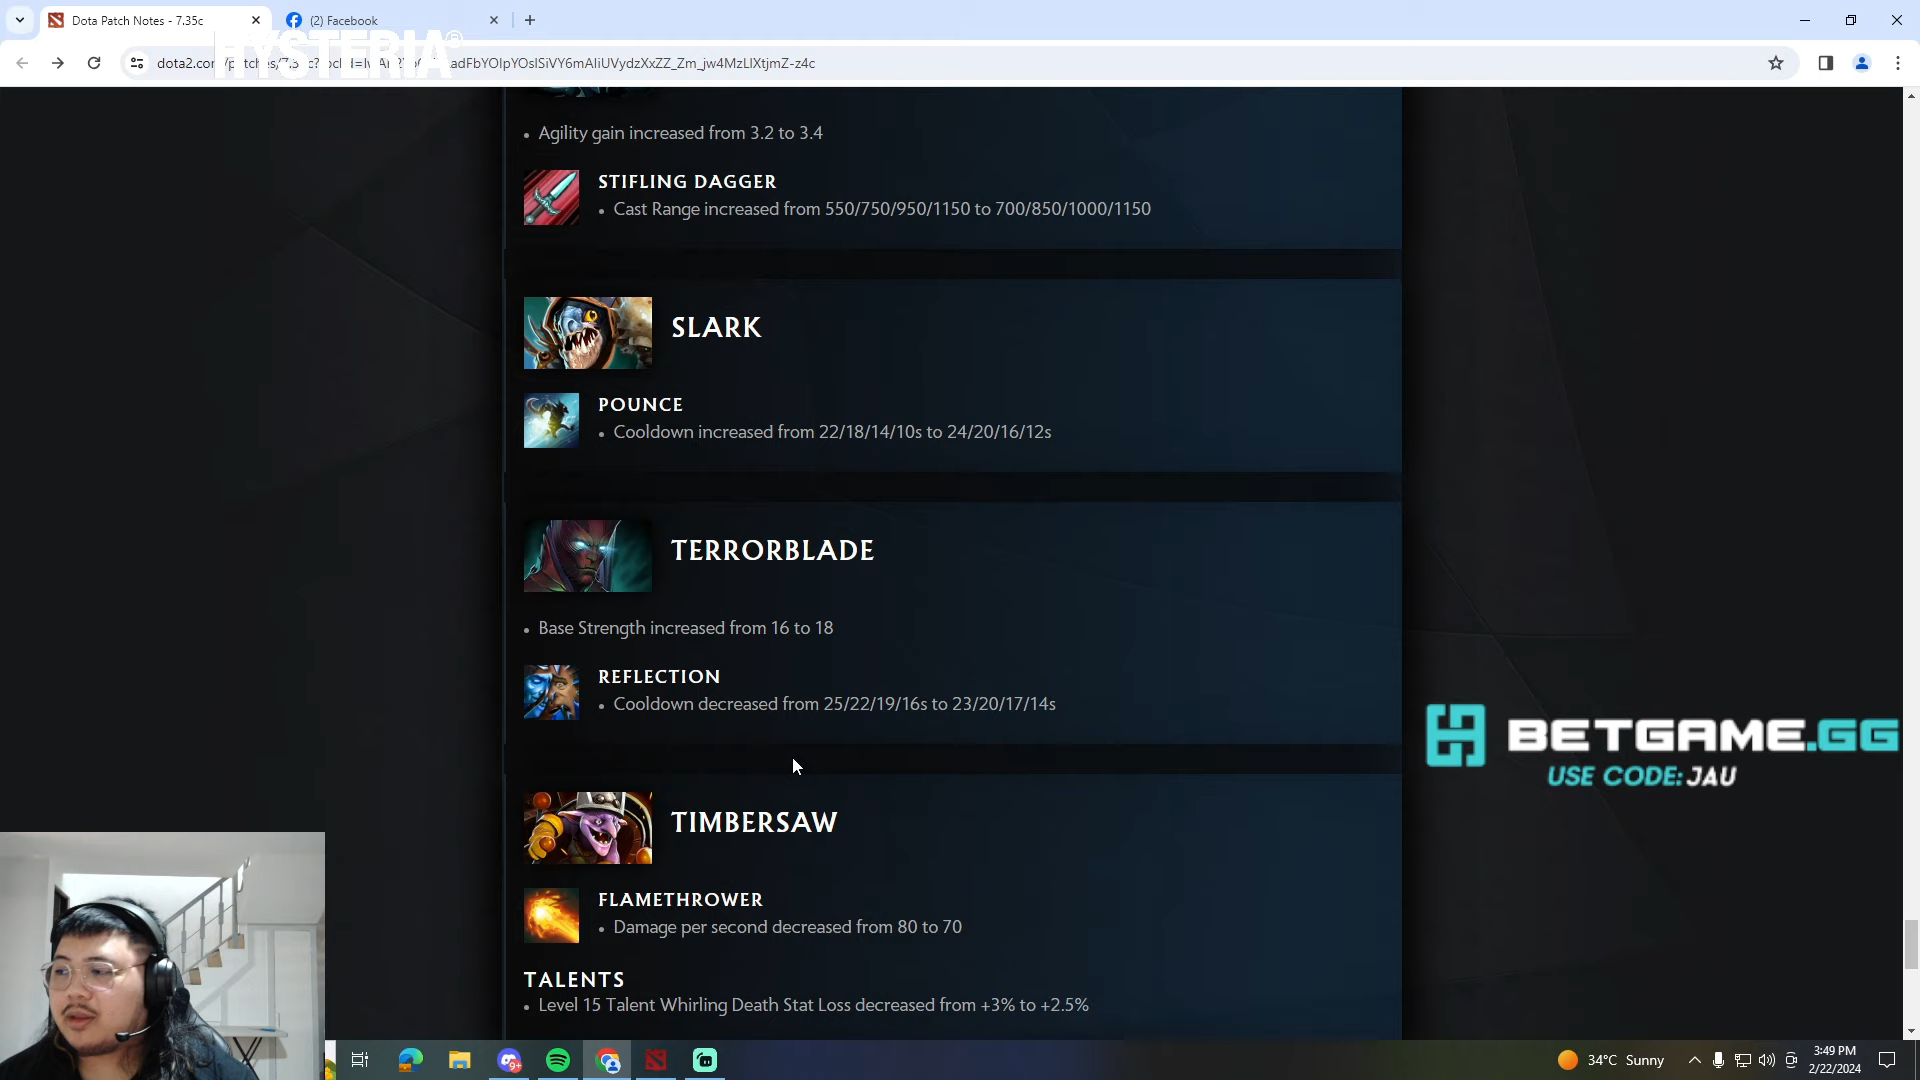 Dota Patch Notes - 7.35c
(2) Facebook
HYSTERIA®
STIFLING DAGGER
• Agility gain increased from 3.2 to 3.4
• Cast Range increased from 550/750/950/1150 to 700/850/1000/1150
SLARK
POUNCE
• Cooldown increased from 22/18/14/10s to 24/20/16/12s
TERRORBLADE
• Base Strength increased from 16 to 18
REFLECTION
• Cooldown decreased from 25/22/19/16s to 23/20/17/14s
BETGAME.GG
USE CODE: JAU
TIMBERSAW
FLAMETHROWER
• Damage per second decreased from 80 to 70
TALENTS
• Level 15 Talent Whirling Death Stat Loss decreased from +3% to +2.5%
9+
34°C Sunny
3:49 PM
2/22/2024